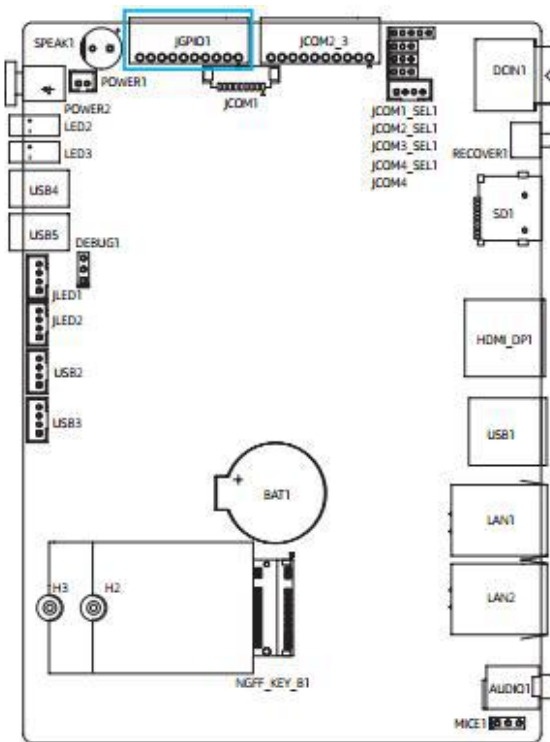 SPEAK1
JGPIO1
JCOM2_3
DCIN1
POWER1
JCOM1
POWER2
LED2
LED3
JCOM1_SEL1
JCOM2_SEL1
JCOM3_SEL1
JCOM4_SEL1
JCOM4
RECOVER1
USB4
SD1
USB5
DEBUG1
JLED1
JLED2
HDMI_DP1
USB2
USB3
USB1
+
BAT1
LAN1
H3
H2
LAN2
NGFF_KEY_B1
AUDIO1
MICE1